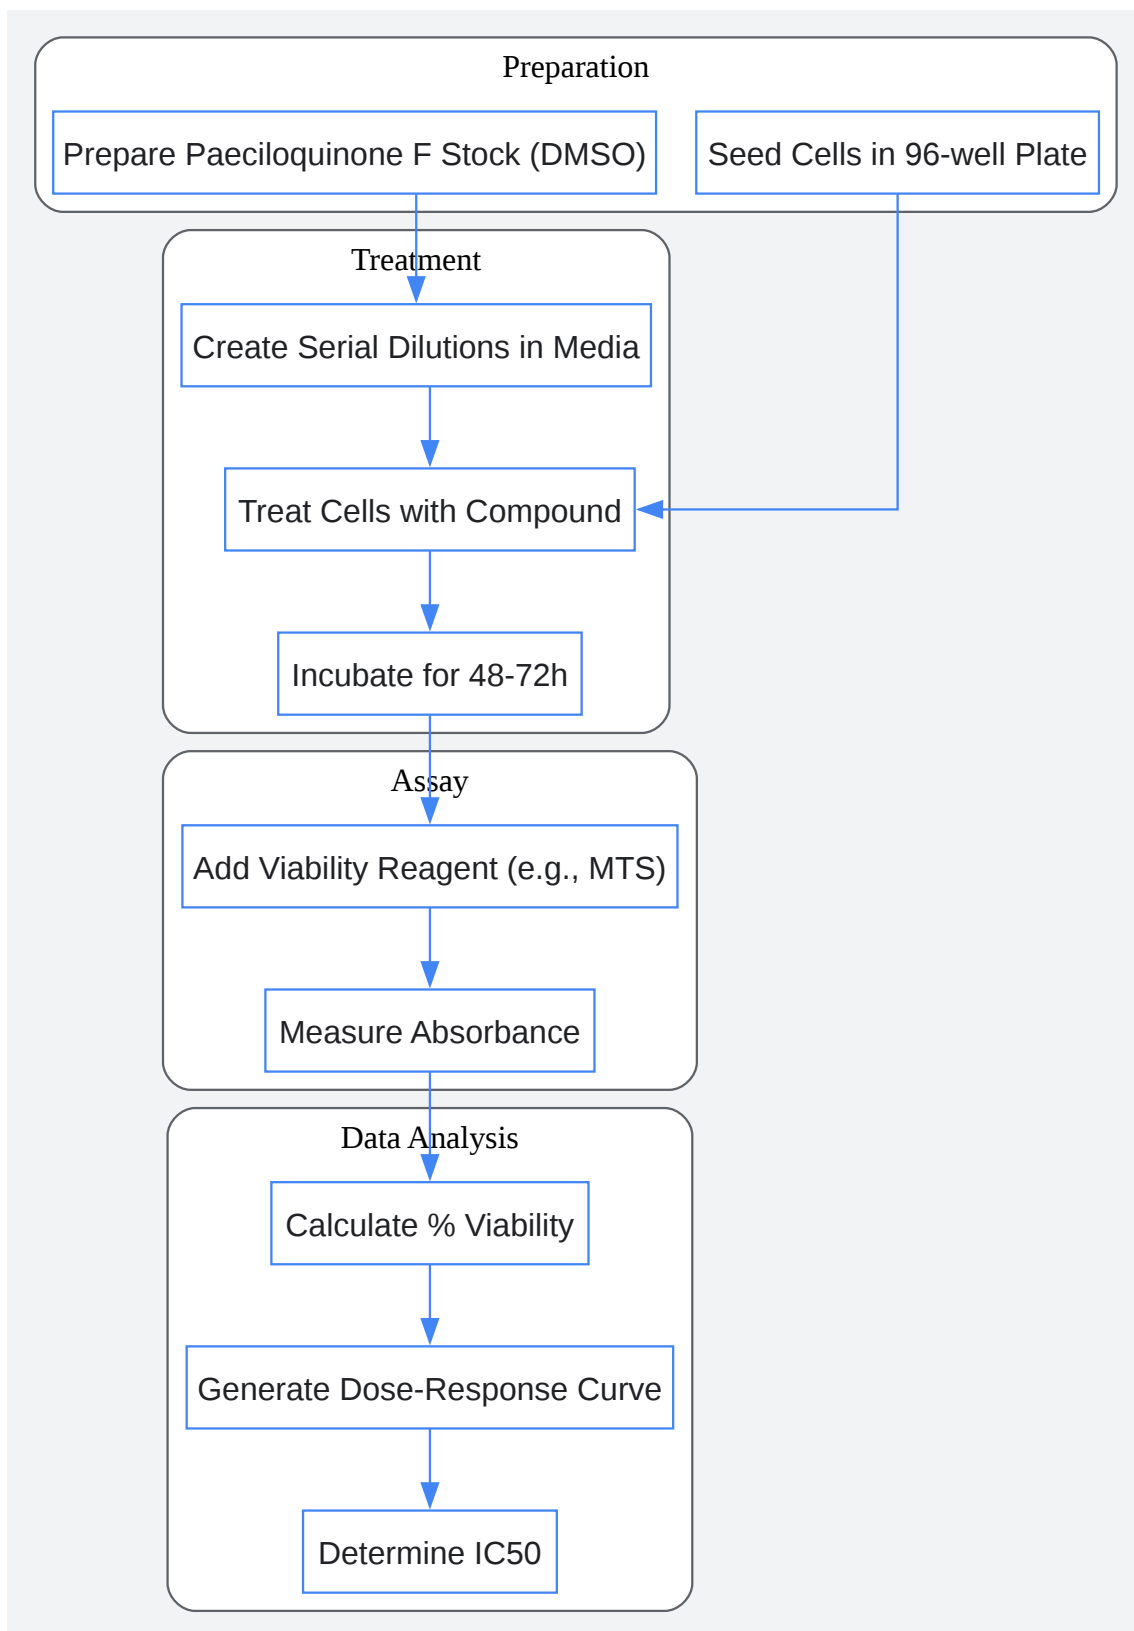 Preparation
Prepare Paeciloquinone F Stock (DMSO)
Seed Cells in 96-well Plate
Treatment
Create Serial Dilutions in Media
Treat Cells with Compound
Incubate for 48-72h
Assay
Add Viability Reagent (e.g., MTS)
Measure Absorbance
Data Analysis
Calculate % Viability
Generate Dose-Response Curve
Determine IC50